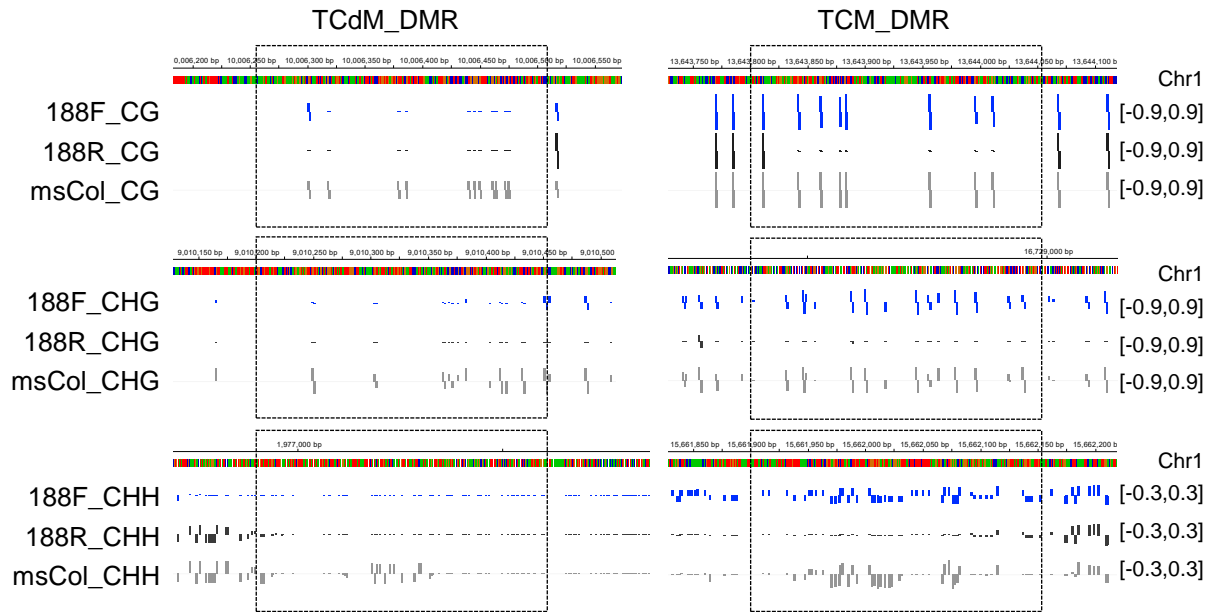 TCdM_DMR TCM_DMR
0,006,200 bp 10,006,250 bp 10,006,300 bp 10,006,350 bp 10,006,400 bp 10,006,450 bp 10,006,500 bp 10,006,550 bp 13,643,750 bp 13,643,800 bp 13,643,850 bp 13,643,900 bp 13,643,950 bp 13,644,000 bp 13,644,050 bp 13,644,100 b
Chr1
188F_CG [-0.9,0.9]
188R_CG [-0.9,0.9]
msCol_CG [-0.9,0.9]
9,010,150 bp 9,010,200 bp 9,010,250 bp 9,010,300 bp 9,010,350 bp 9,010,400 bp 9,010,450 bp 9,010,500 16,729,000 bp
Chr1
188F_CHG [-0.9,0.9]
188R_CHG [-0.9,0.9]
msCol_CHG [-0.9,0.9]
1,977,000 bp 15,661,850 bp 15,661,900 bp 15,661,950 bp 15,662,000 bp 15,662,050 bp 15,662,100 bp 15,662,150 bp 15,662,200
Chr1
188F_CHH [-0.3,0.3]
188R_CHH [-0.3,0.3]
msCol_CHH [-0.3,0.3]